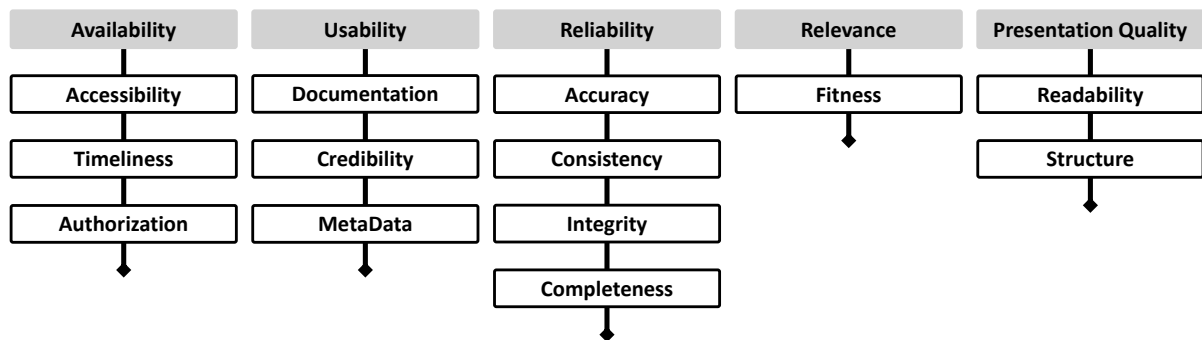 Availability
Accessibility
Timeliness
Authorization
Usability
Documentation
Credibility
MetaData
Reliability
Accuracy
Consistency
Integrity
Completeness
Relevance
Fitness
Presentation Quality
Readability
Structure